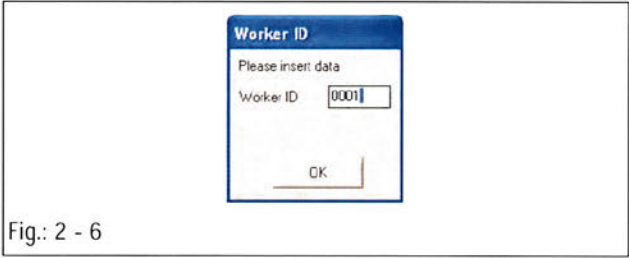 Worker ID
Please insert data
Worker ID 0001
OK
Fig.: 2 - 6